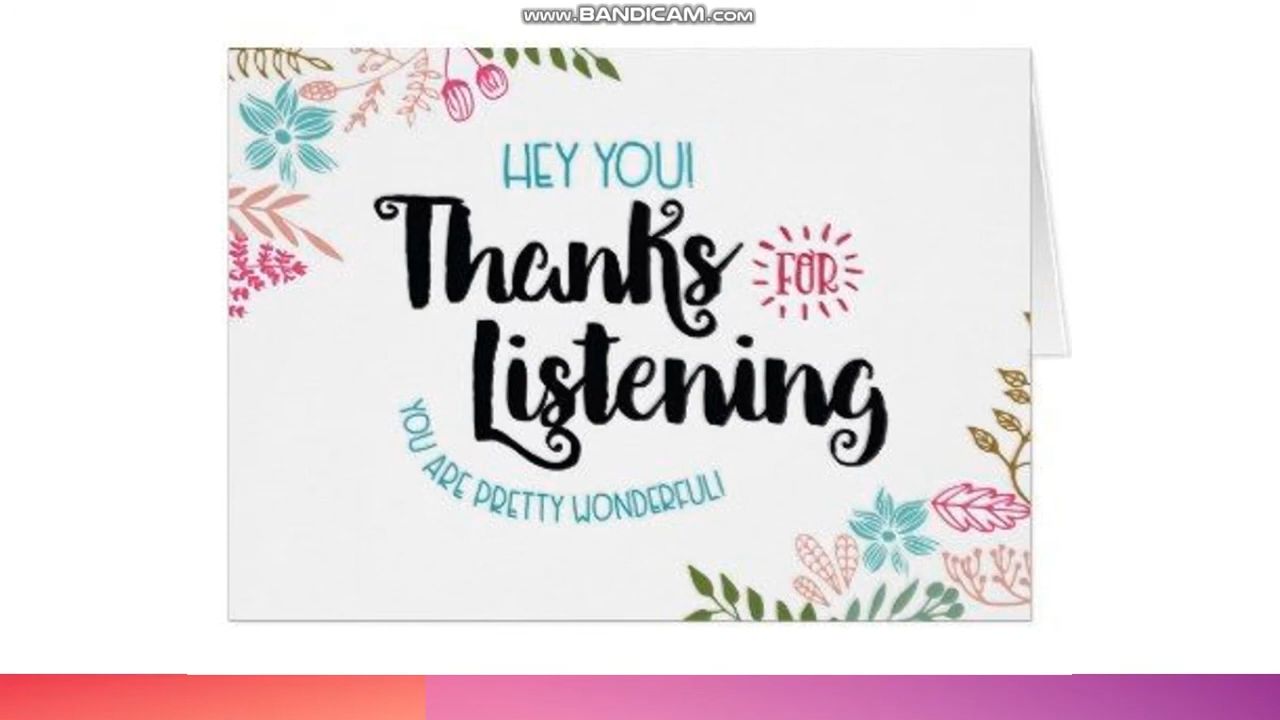 www.BANDICAM.com
HEY YOU!
Thanks FOR
Listening
YOU ARE PRETTY WONDERFUL!